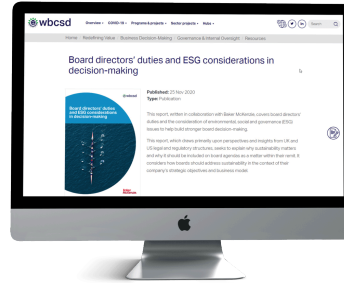 wbcsd
Overview COVID-19 Programs & projects Sector projects Hubs
Search
Home Redefining Value Business Decision-Making Governance & Internal Oversight Resources
Board directors' duties and ESG considerations in
decision-making
wbcsd
Board directors' duties
and ESG considerations
in decision-making
Baker
McKenzie.
Published: 25 Nov 2020
Type: Publication
This report, written in collaboration with Baker McKenzie, covers board directors'
duties and the consideration of environmental, social and governance (ESG)
issues to help build stronger board decision-making.
This report, which draws primarily upon perspectives and insights from UK and
US legal and regulatory structures, seeks to explain why sustainability matters
and why it should be included on board agendas as a matter within their remit. It
considers how boards should address sustainability in the context of their
company's strategic objectives and business model.